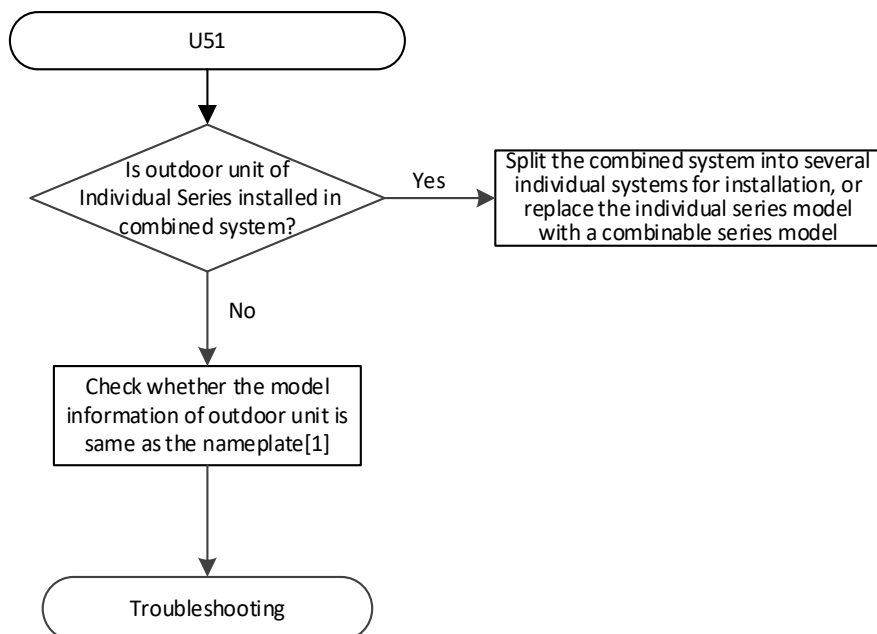 U51
Is outdoor unit of
Individual Series installed in
combined system?
Yes
Split the combined system into several
individual systems for installation, or
replace the individual series model
with a combinable series model
No
Check whether the model
information of outdoor unit is
same as the nameplate[1]
Troubleshooting